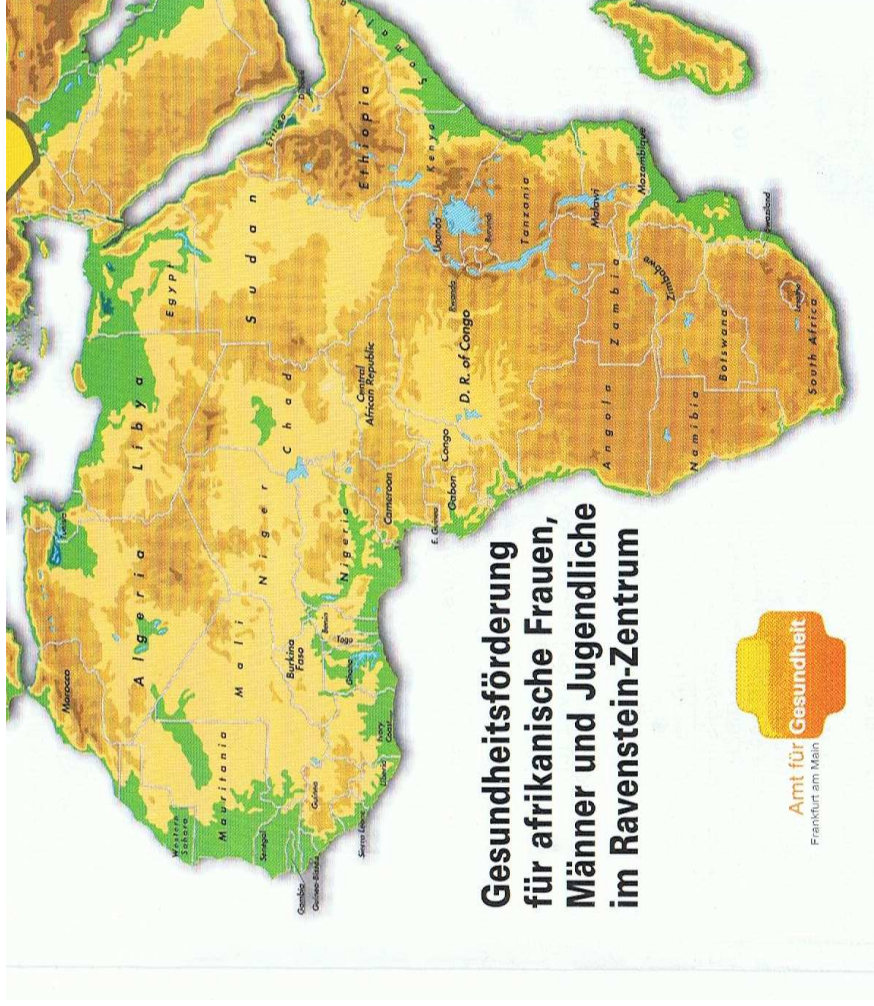 Tunisia
Morocco
Algeria
Libya
Egypt
Western
Sahara
Mauritania
Mali
Niger
Chad
Sudan
Eritrea
Djibouti
Senegal
Gambia
Guinea-Bissau
Guinea
Sierra Leone
Liberia
Ivory
Coast
Burkina
Faso
Ghana
Benin
Nigeria
Cameroon
Central
African Republic
Ethiopia
E. Guinea
Gabon
Congo
D. R. of Congo
Uganda
Kenya
Rwanda
Burundi
Tanzania
Angola
Zambia
Malawi
Mozambique
Zimbabwe
Namibia
Botswana
Swaziland
South Africa
Gesundheitsförderung
für afrikanische Frauen,
Männer und Jugendliche
im Ravenstein-Zentrum
Amt für Gesundheit
Frankfurt am Main